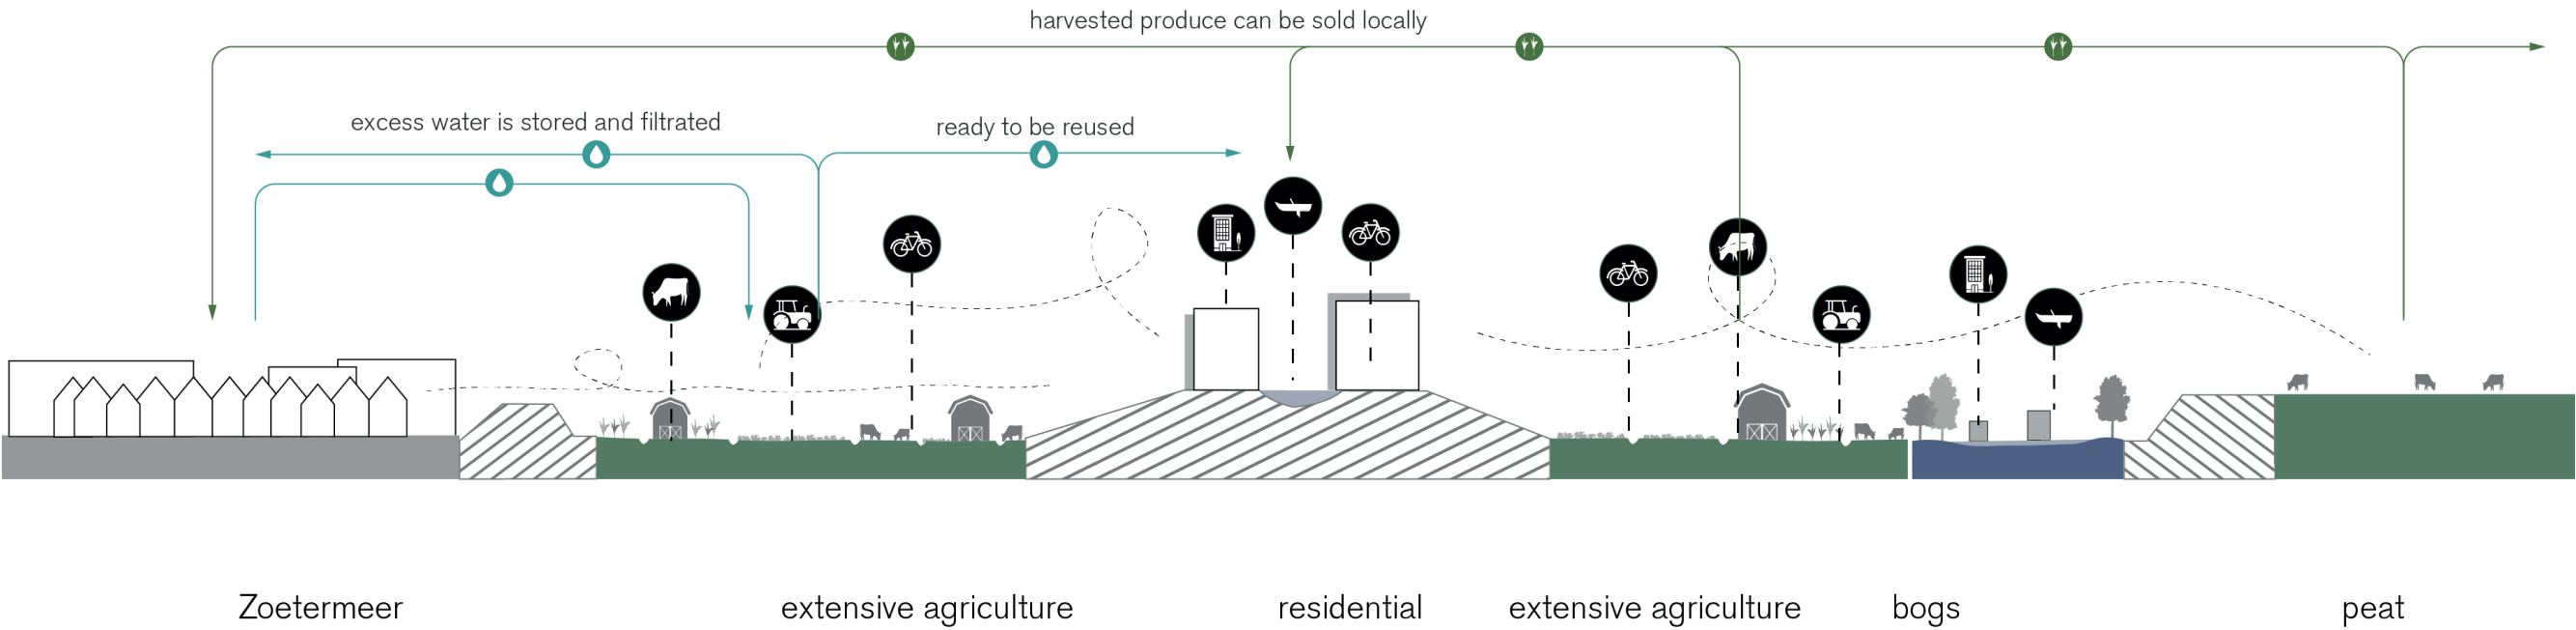 harvested produce can be sold locally
excess water is stored and filtrated
ready to be reused
Zoetermeer
extensive agriculture
residential
extensive agriculture
bogs
peat